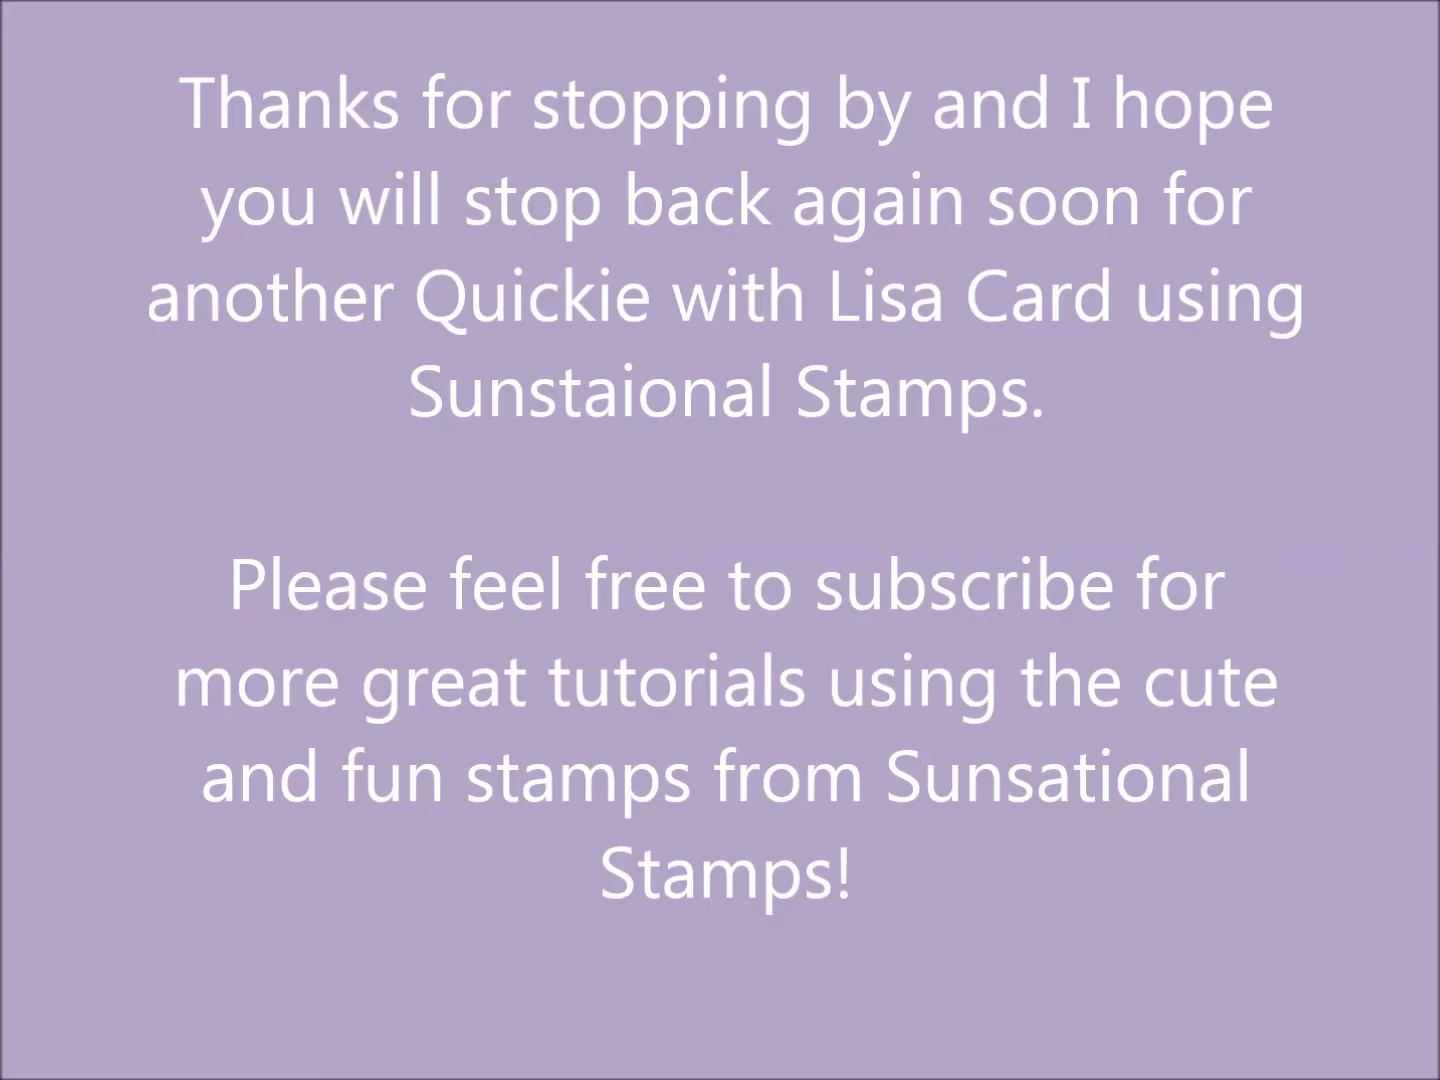 Thanks for stopping by and I hope
you will stop back again soon for
another Quickie with Lisa Card using
Sunstaional Stamps.
Please feel free to subscribe for
more great tutorials using the cute
and fun stamps from Sunsational
Stamps!